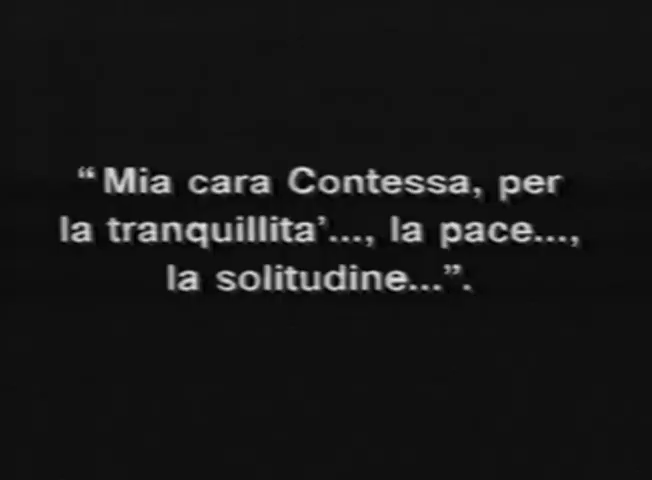 “Mia cara Contessa, per
la tranquillita’..., la pace...,
la solitudine...”.